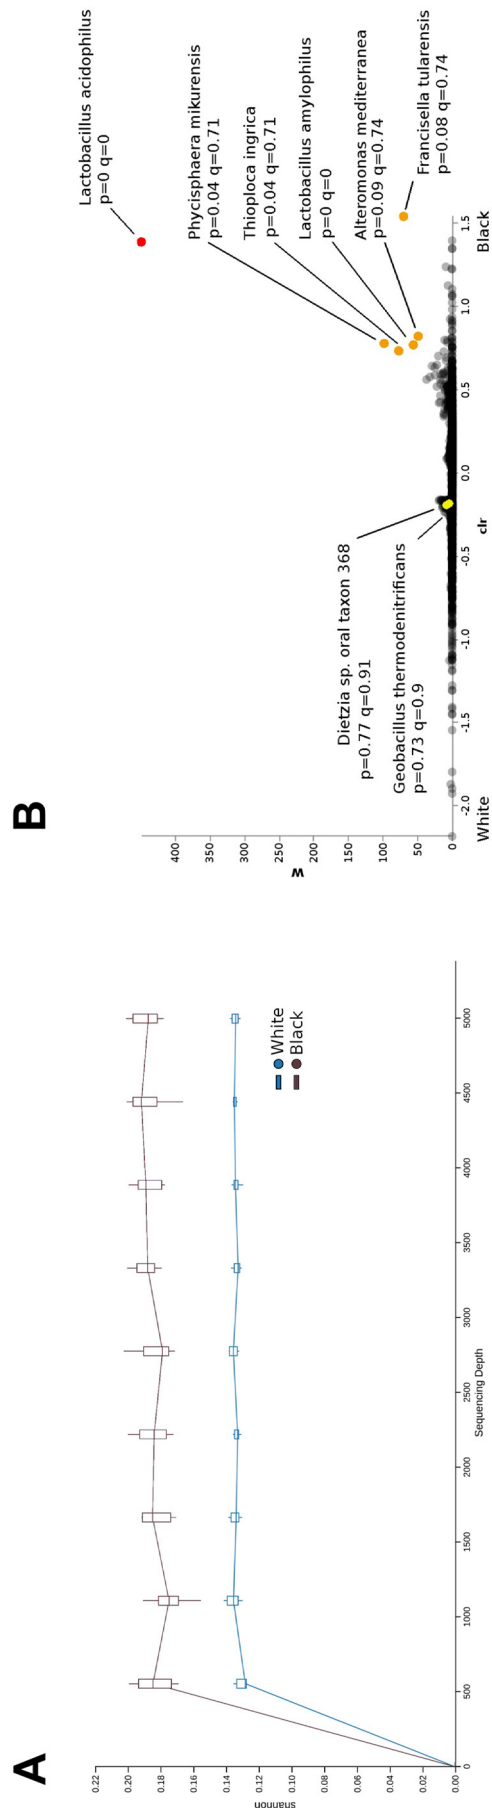 A
shannon
0.22
0.20
0.18
0.16
0.14
0.12
0.10
0.08
0.06
0.04
0.02
0.00
0
500
1000
1500
2000
2500
3000
3500
4000
4500
5000
Sequencing Depth
White
Black
B
W
400
350
300
250
200
150
100
50
0
Lactobacillus acidophilus
p=0 q=0
Phycisphaera mikurensis
p=0.04 q=0.71
Thioploca ingrica
p=0.04 q=0.71
Lactobacillus amylophilus
p=0 q=0
Alteromonas mediterranea
p=0.09 q=0.74
Francisella tularensis
p=0.08 q=0.74
Dietzia sp. oral taxon 368
p=0.77 q=0.91
Geobacillus thermodenitrificans
p=0.73 q=0.9
-2.0
-1.5
-1.0
-0.5
0.0
0.5
1.0
1.5
White
clr
Black